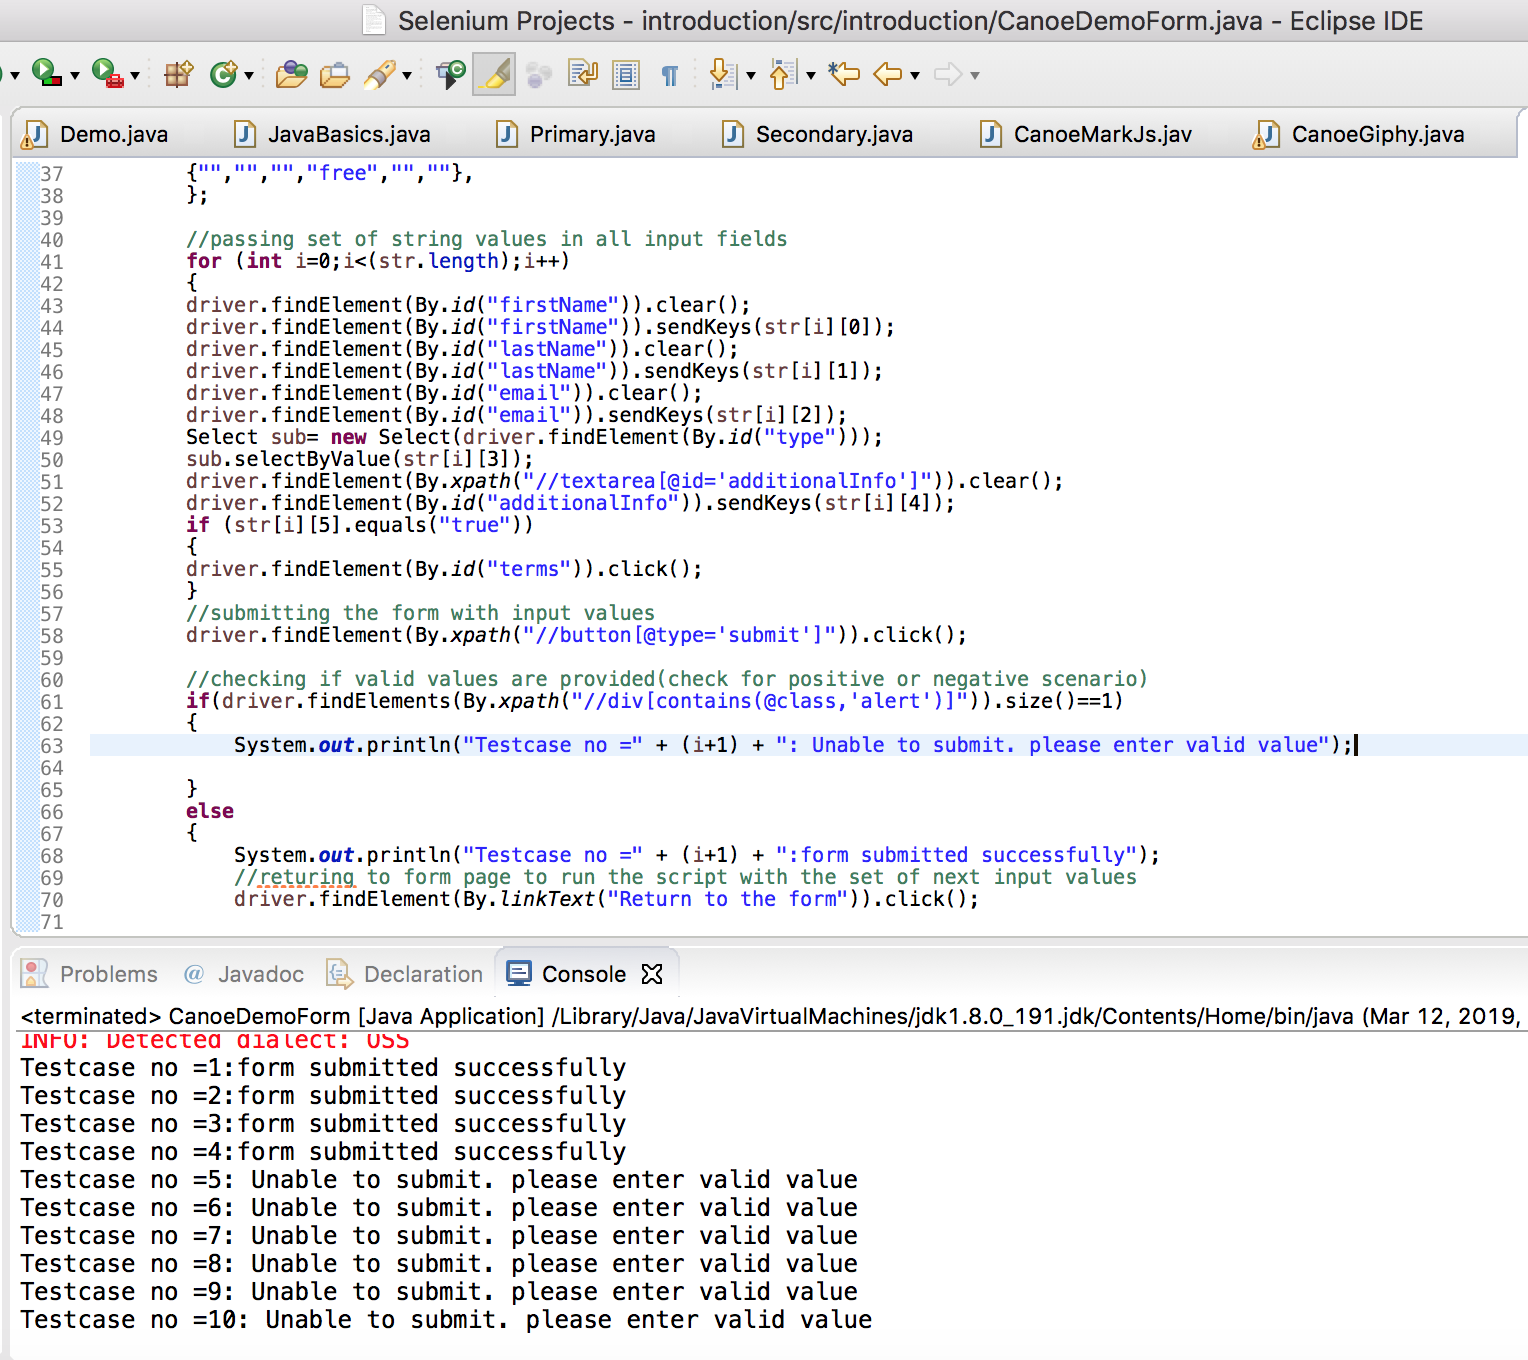 Selenium Projects - introduction/src/introduction/CanoeDemoForm.java - Eclipse IDE
Demo.java JavaBasics.java Primary.java Secondary.java CanoeMarkJs.jav CanoeGiphy.java
37 {"","","","free","",""},
38 };
39
40 //passing set of string values in all input fields
41 for (int i=0;i<(str.length);i++)
42 {
43 driver.findElement(By.id("firstName")).clear();
44 driver.findElement(By.id("firstName")).sendKeys(str[i][0]);
45 driver.findElement(By.id("lastName")).clear();
46 driver.findElement(By.id("lastName")).sendKeys(str[i][1]);
47 driver.findElement(By.id("email")).clear();
48 driver.findElement(By.id("email")).sendKeys(str[i][2]);
49 Select sub= new Select(driver.findElement(By.id("type")));
50 sub.selectByValue(str[i][3]);
51 driver.findElement(By.xpath("//textarea[@id='additionalInfo']")).clear();
52 driver.findElement(By.id("additionalInfo")).sendKeys(str[i][4]);
53 if (str[i][5].equals("true"))
54 {
55 driver.findElement(By.id("terms")).click();
56 }
57 //submitting the form with input values
58 driver.findElement(By.xpath("//button[@type='submit']")).click();
59
60 //checking if valid values are provided(check for positive or negative scenario)
61 if(driver.findElements(By.xpath("//div[contains(@class,'alert')]")).size()==1)
62 {
63 System.out.println("Testcase no =" + (i+1) + ": Unable to submit. please enter valid value");
64
65 }
66 else
67 {
68 System.out.println("Testcase no =" + (i+1) + ":form submitted successfully");
69 //returing to form page to run the script with the set of next input values
70 driver.findElement(By.linkText("Return to the form")).click();
71
Problems @ Javadoc Declaration Console
<terminated> CanoeDemoForm [Java Application] /Library/Java/JavaVirtualMachines/jdk1.8.0_191.jdk/Contents/Home/bin/java (Mar 12, 2019,
INFO: Detected dialect: OSS
Testcase no =1:form submitted successfully
Testcase no =2:form submitted successfully
Testcase no =3:form submitted successfully
Testcase no =4:form submitted successfully
Testcase no =5: Unable to submit. please enter valid value
Testcase no =6: Unable to submit. please enter valid value
Testcase no =7: Unable to submit. please enter valid value
Testcase no =8: Unable to submit. please enter valid value
Testcase no =9: Unable to submit. please enter valid value
Testcase no =10: Unable to submit. please enter valid value